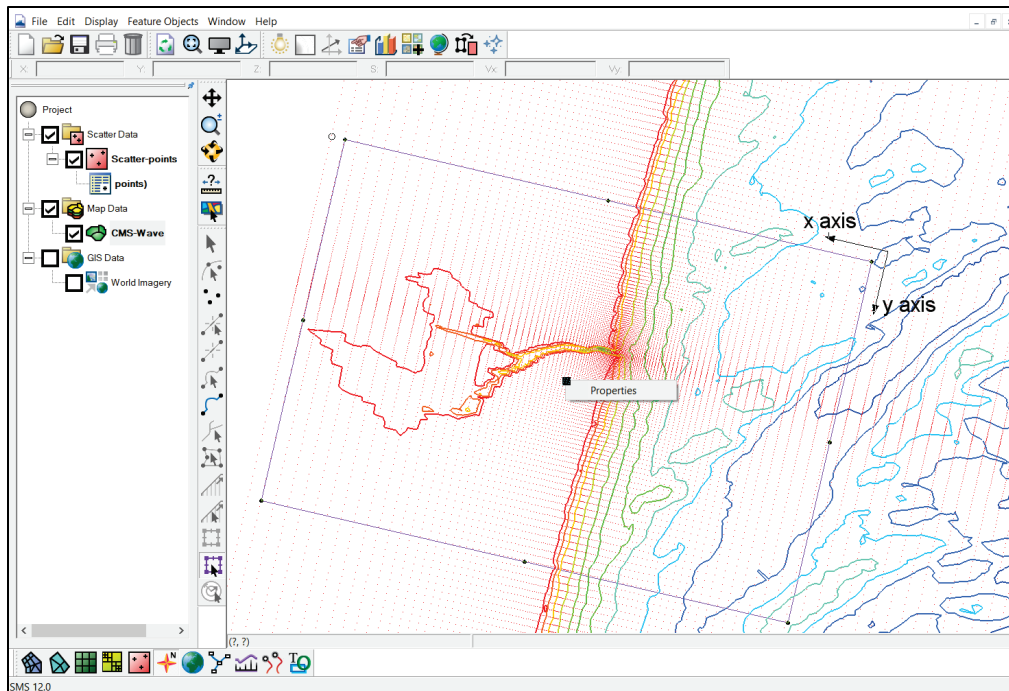 File Edit Display Feature Objects Window Help
X: Y: Z: S: Vx: Vy:
Project
Scatter Data
Scatter-points
points)
Map Data
CMS-Wave
GIS Data
World Imagery
x axis
y axis
Properties
(?, ?)
SMS 12.0